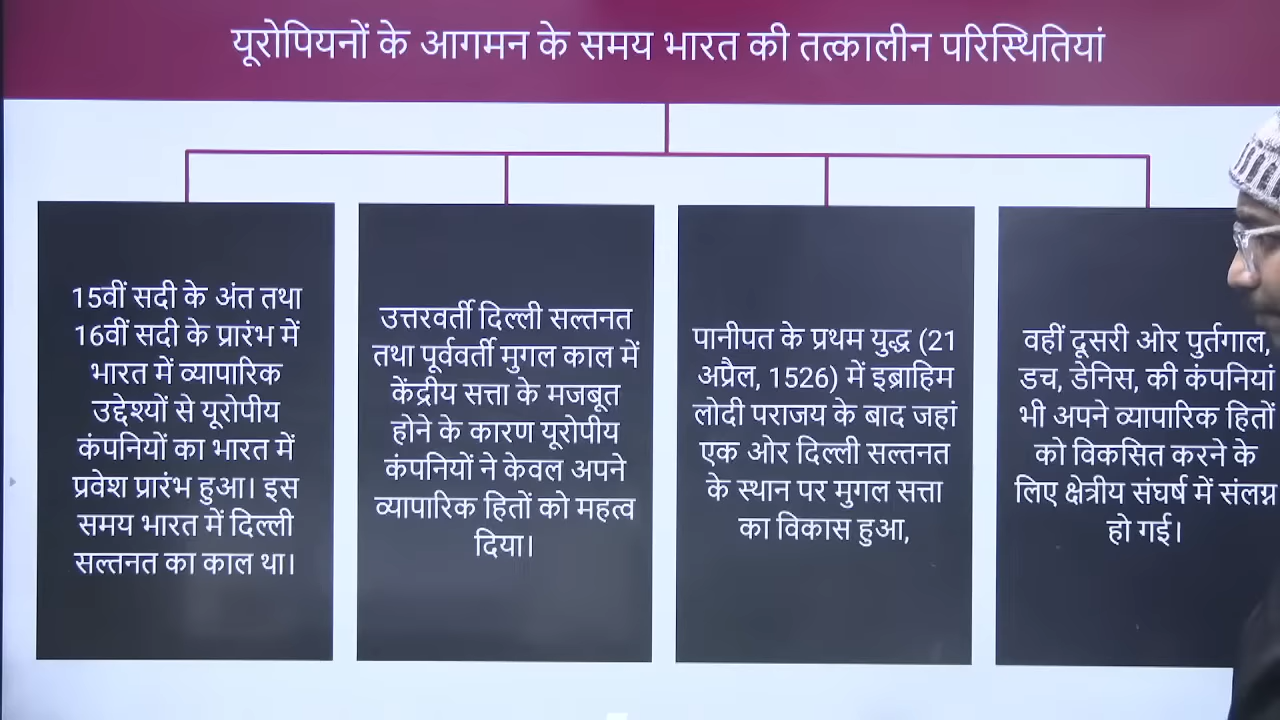 यूरोपियनों के आगमन के समय भारत की तत्कालीन परिस्थितियां
15वीं सदी के अंत तथा
16वीं सदी के प्रारंभ में
भारत में व्यापारिक
उद्देश्यों से यूरोपीय
कंपनियों का भारत में
प्रवेश प्रारंभ हुआ। इस
समय भारत में दिल्ली
सल्तनत का काल था।
उत्तरवर्ती दिल्ली सल्तनत
तथा पूर्ववर्ती मुगल काल में
केंद्रीय सत्ता के मजबूत
होने के कारण यूरोपीय
कंपनियों ने केवल अपने
व्यापारिक हितों को महत्व
दिया।
पानीपत के प्रथम युद्ध (21
अप्रैल, 1526) में इब्राहिम
लोदी पराजय के बाद जहां
एक ओर दिल्ली सल्तनत
के स्थान पर मुगल सत्ता
का विकास हुआ,
वहीं दूसरी ओर पुर्तगाल,
डच, डेनिस, की कंपनियां
भी अपने व्यापारिक हितों
को विकसित करने के
लिए क्षेत्रीय संघर्ष में संलग्न
हो गई।